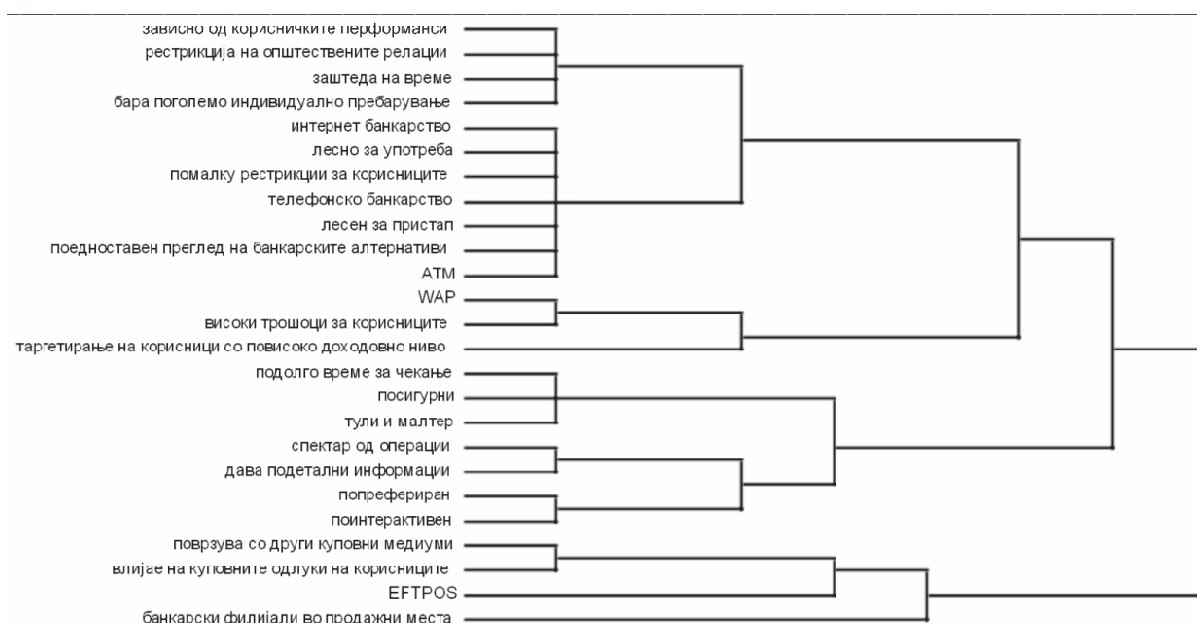 зависно од корисничките перформанси
рестрикција на општествените релации
заштеда на време
бара поголемо индивидуално пребарување
интернет банкарство
лесно за употреба
помалку рестрикции за корисниците
телефонско банкарство
лесен за пристап
поедноставен преглед на банкарските алтернативи
ATM
WAP
високи трошоци за корисниците
таргетирање на корисници со повисоко доходовно ниво
подолго време за чекање
посигурни
тули и малтер
спектар од операции
дава подетални информации
попрефериран
поинтерактивен
поврзува со други куповни медиуми
влијае на куповните одлуки на корисниците
EFTPOS
банкарски филијали во продажни места